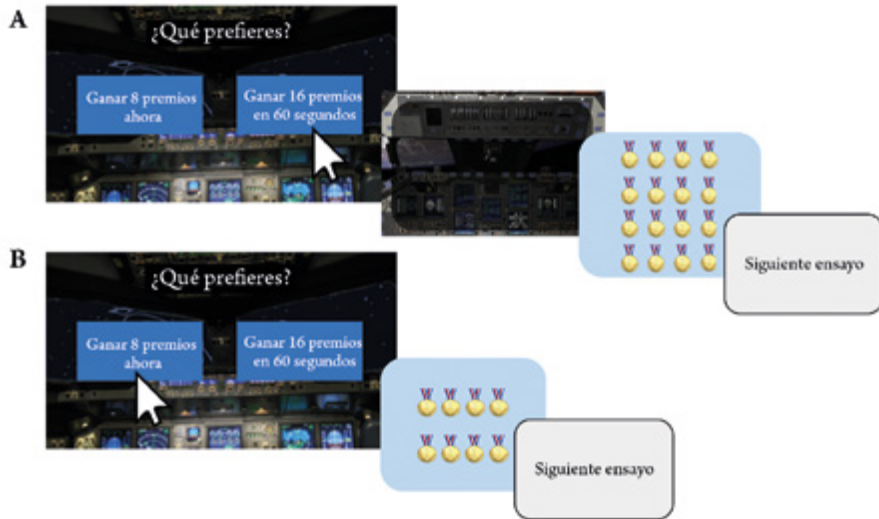 A
¿Qué prefieres?
Ganar 8 premios
ahora
Ganar 16 premios
en 60 segundos
Siguiente ensayo
B
¿Qué prefieres?
Ganar 8 premios
ahora
Ganar 16 premios
en 60 segundos
Siguiente ensayo